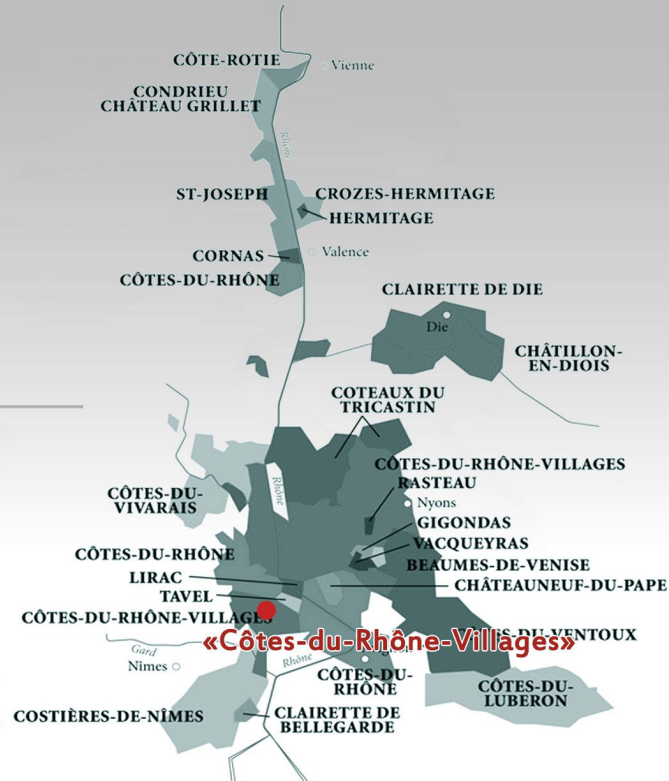 CÔTE-ROTIE
Vienne
CONDRIEU
CHÂTEAU GRILLET
Rhône
ST-JOSEPH
CROZES-HERMITAGE
HERMITAGE
CORNAS
Valence
CÔTES-DU-RHÔNE
CLAIRETTE DE DIE
Die
CHÂTILLON-
EN-DIOIS
COTEAUX DU
TRICASTIN
CÔTES-DU-RHÔNE-VILLAGES
RASTEAU
Rhône
CÔTES-DU-
VIVARAIS
Nyons
GIGONDAS
VACQUEYRAS
CÔTES-DU-RHÔNE
BEAUMES-DE-VENISE
LIRAC
CHÂTEAUNEUF-DU-PAPE
TAVEL
CÔTES-DU-RHÔNE-VILLAGES
«Côtes-du-Rhône-Villages»
CÔTES-DU-VENTOUX
Gard
Nîmes
Rhône
CÔTES-DU-
RHÔNE
CÔTES-DU-
LUBERON
COSTIÈRES-DE-NÎMES
CLAIRETTE DE
BELLEGARDE